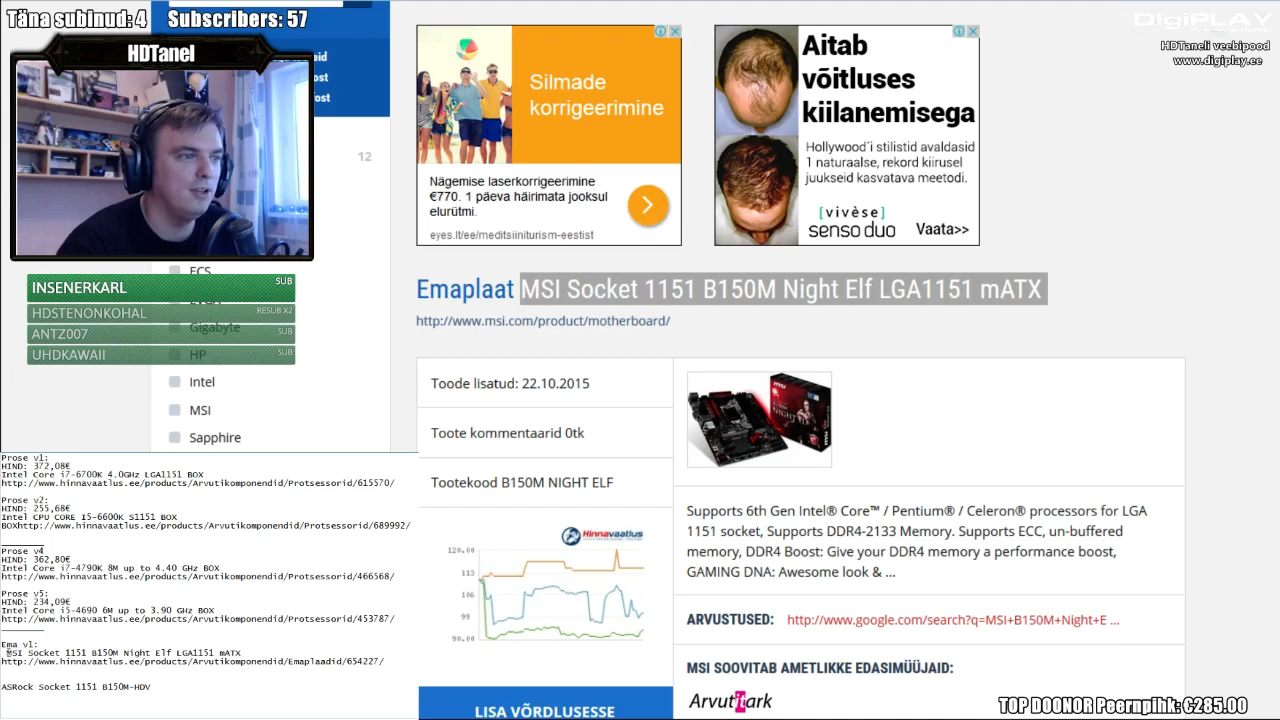 Täna subinud: 4
Subscribers: 57
HDTanel
eid
ost
ost
12
INSENERKARL SUB
HDSTENONKOHAL RESUB X2
ANTZ007 SUB
UHDKAWAII SUB
ECS
Gigabyte
HP
Intel
MSI
Sapphire
Silmade
korrigeerimine
Nägemise laserkorrigeerimine
€770. 1 päeva häirimata jooksul
elurütmi.
eyes.lt/ee/meditsiiniturism-eestist
Aitab
võitluses
kiilanemisega
Hollywood´i stilistid avaldasid
1 naturaalse, rekord kiirusel
juukseid kasvatava meetodi.
[vivèse]
senso duo
Vaata>>
DigiPLAY
HDTaneli veebipood
www.digiplay.ee
Emaplaat MSI Socket 1151 B150M Night Elf LGA1151 mATX
http://www.msi.com/product/motherboard/
Toode lisatud: 22.10.2015
Toote kommentaarid 0tk
Tootekood B150M NIGHT ELF
Hinnavaatlus
120.00
113
106
99
90.00
LISA VÕRDLUSESSE
Supports 6th Gen Intel® Core™ / Pentium® / Celeron® processors for LGA
1151 socket, Supports DDR4-2133 Memory. Supports ECC, un-buffered
memory, DDR4 Boost: Give your DDR4 memory a performance boost,
GAMING DNA: Awesome look & ...
ARVUSTUSED: http://www.google.com/search?q=MSI+B150M+Night+E ...
MSI SOOVITAB AMETLIKKE EDASIMÜÜJAID:
Arvutitark
TOP DOONOR Peernpihk: €285.00
Prose v1:
HIND: 372,08€
Intel Core i7-6700K 4.0GHz LGA1151 BOX
http://www.hinnavaatlus.ee/products/Arvutikomponendid/Protsessorid/615570/
Prose v2:
HIND: 255,68€
Intel CPU CORE I5-6600K S1151 BOX
BOXhttp://www.hinnavaatlus.ee/products/Arvutikomponendid/Protsessorid/689992/
Prose v4
HIND: 362,80€
Intel Core i7-4790K 8M up to 4.40 GHz BOX
http://www.hinnavaatlus.ee/products/Arvutikomponendid/Protsessorid/466568/
Prose v5:
HIND: 234,09€
Intel Core i5-4690 6M up to 3.90 GHz BOX
http://www.hinnavaatlus.ee/products/Arvutikomponendid/Protsessorid/453787/
Ema v1:
MSI Socket 1151 B150M Night Elf LGA1151 mATX
http://www.hinnavaatlus.ee/products/Arvutikomponendid/Emaplaadid/654227/
ASRock Socket 1151 B150M-HDV